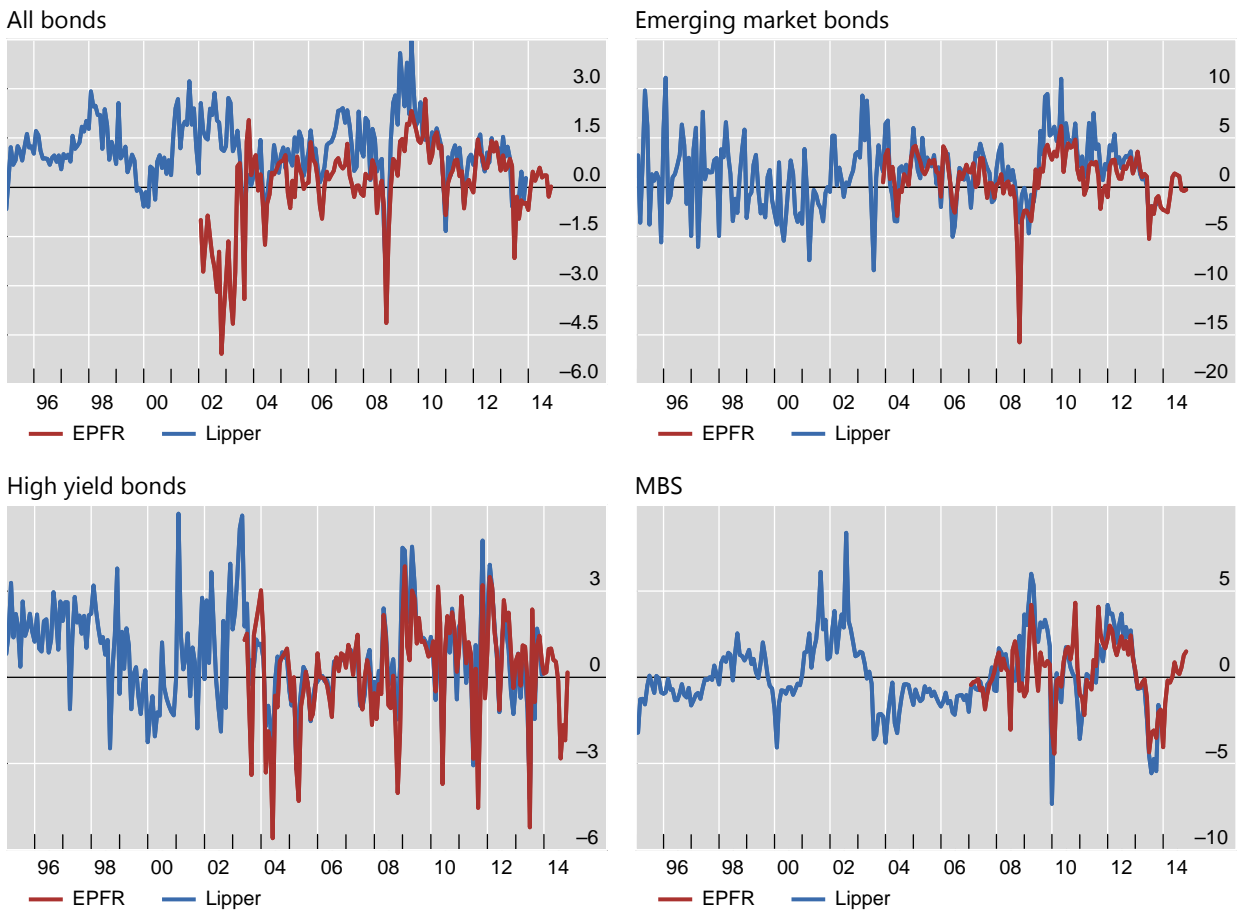 All bonds
3.0
1.5
0.0
–1.5
–3.0
–4.5
–6.0
96 98 00 02 04 06 08 10 12 14
EPFR Lipper
Emerging market bonds
10
5
0
–5
–10
–15
–20
96 98 00 02 04 06 08 10 12 14
EPFR Lipper
High yield bonds
3
0
–3
–6
96 98 00 02 04 06 08 10 12 14
EPFR Lipper
MBS
5
0
–5
–10
96 98 00 02 04 06 08 10 12 14
EPFR Lipper